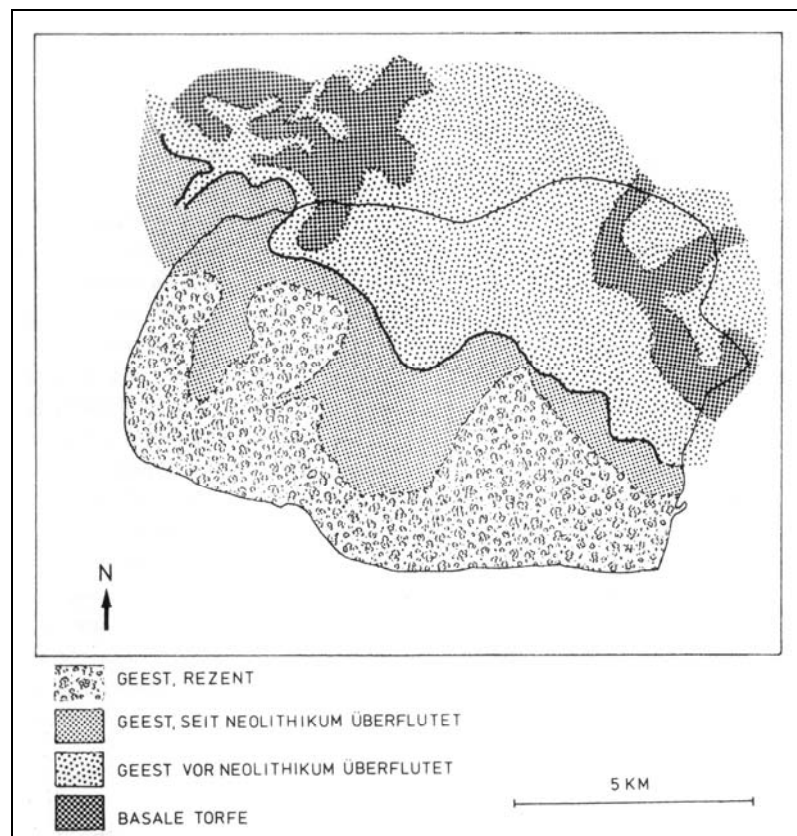 N
GEEST, REZENT
GEEST, SEIT NEOLITHIKUM ÜBERFLUTET
GEEST VOR NEOLITHIKUM ÜBERFLUTET
BASALE TORFE
5 KM